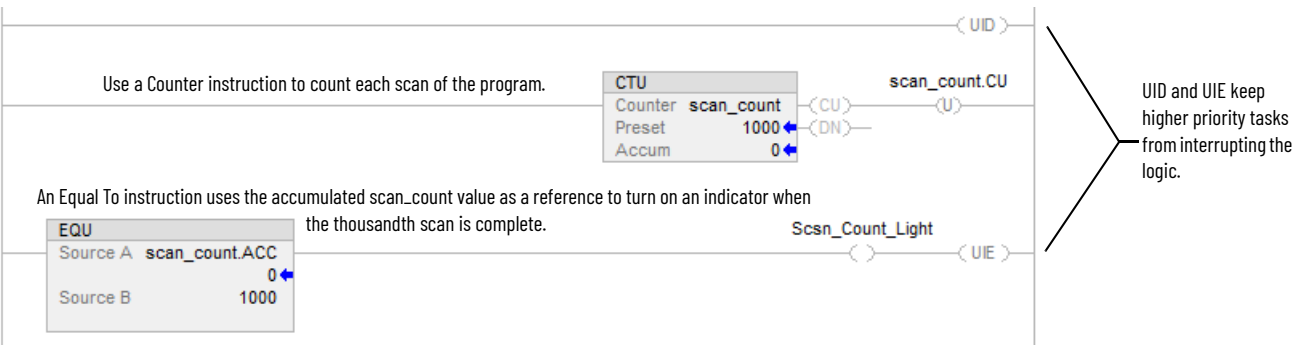 UID
Use a Counter instruction to count each scan of the program.
CTU
Counter scan_count
Preset 1000
Accum 0
CU
DN
scan_count.CU
U
UID and UIE keep
higher priority tasks
from interrupting the
logic.
An Equal To instruction uses the accumulated scan_count value as a reference to turn on an indicator when
the thousandth scan is complete.
EQU
Source A scan_count.ACC
0
Source B 1000
Scsn_Count_Light
UIE